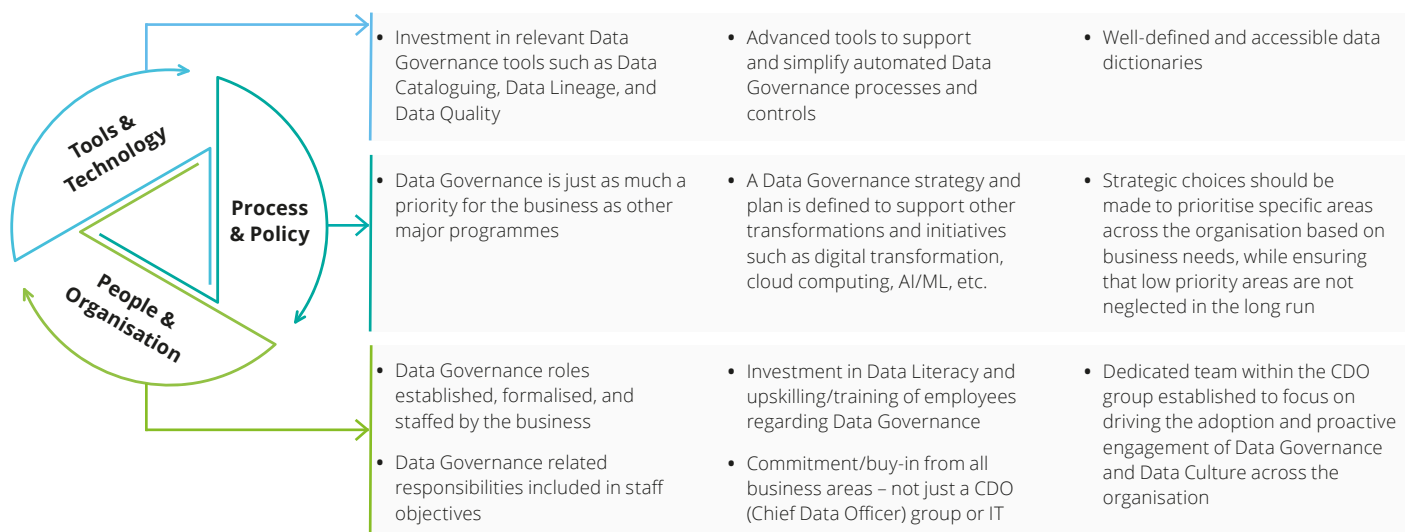 Tools &
Technology
Process
& Policy
People &
Organisation
• Investment in relevant Data
Governance tools such as Data
Cataloguing, Data Lineage, and
Data Quality
• Advanced tools to support
and simplify automated Data
Governance processes and
controls
• Well-defined and accessible data
dictionaries
• Data Governance is just as much a
priority for the business as other
major programmes
• A Data Governance strategy and
plan is defined to support other
transformations and initiatives
such as digital transformation,
cloud computing, AI/ML, etc.
• Strategic choices should be
made to prioritise specific areas
across the organisation based on
business needs, while ensuring
that low priority areas are not
neglected in the long run
• Data Governance roles
established, formalised, and
staffed by the business
• Data Governance related
responsibilities included in staff
objectives
• Investment in Data Literacy and
upskilling/training of employees
regarding Data Governance
• Commitment/buy-in from all
business areas – not just a CDO
(Chief Data Officer) group or IT
• Dedicated team within the CDO
group established to focus on
driving the adoption and proactive
engagement of Data Governance
and Data Culture across the
organisation